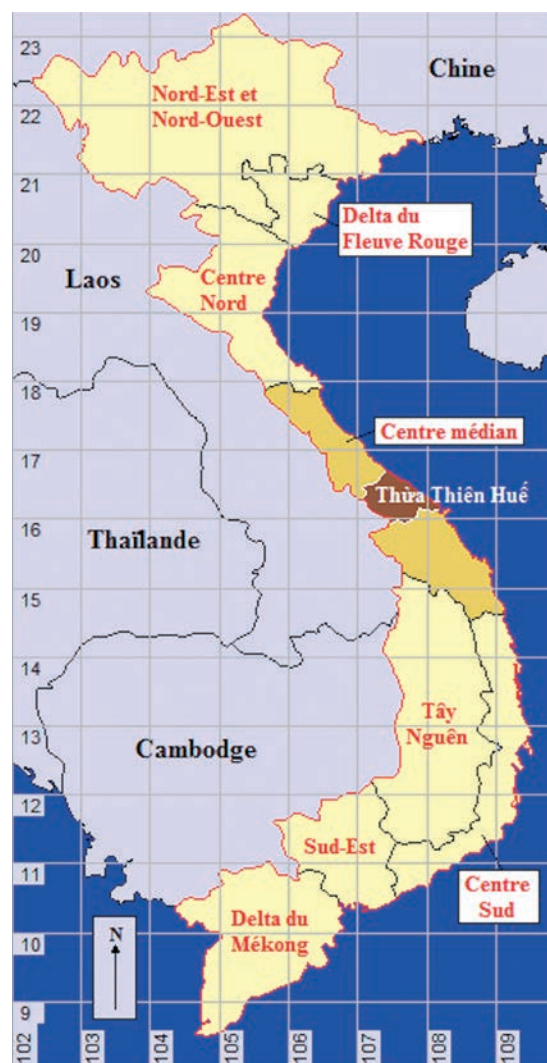 23
Chine
Nord-Est et
Nord-Ouest
22
21
Delta du
Fleuve Rouge
20
Centre
Nord
Laos
19
18
Centre médian
17
Thừa Thiên Huế
16
Thaïlande
15
14
Tây
Nguên
13
Cambodge
12
Sud-Est
11
Centre
Sud
Delta du
Mékong
N
10
9
102
103
104
105
106
107
108
109